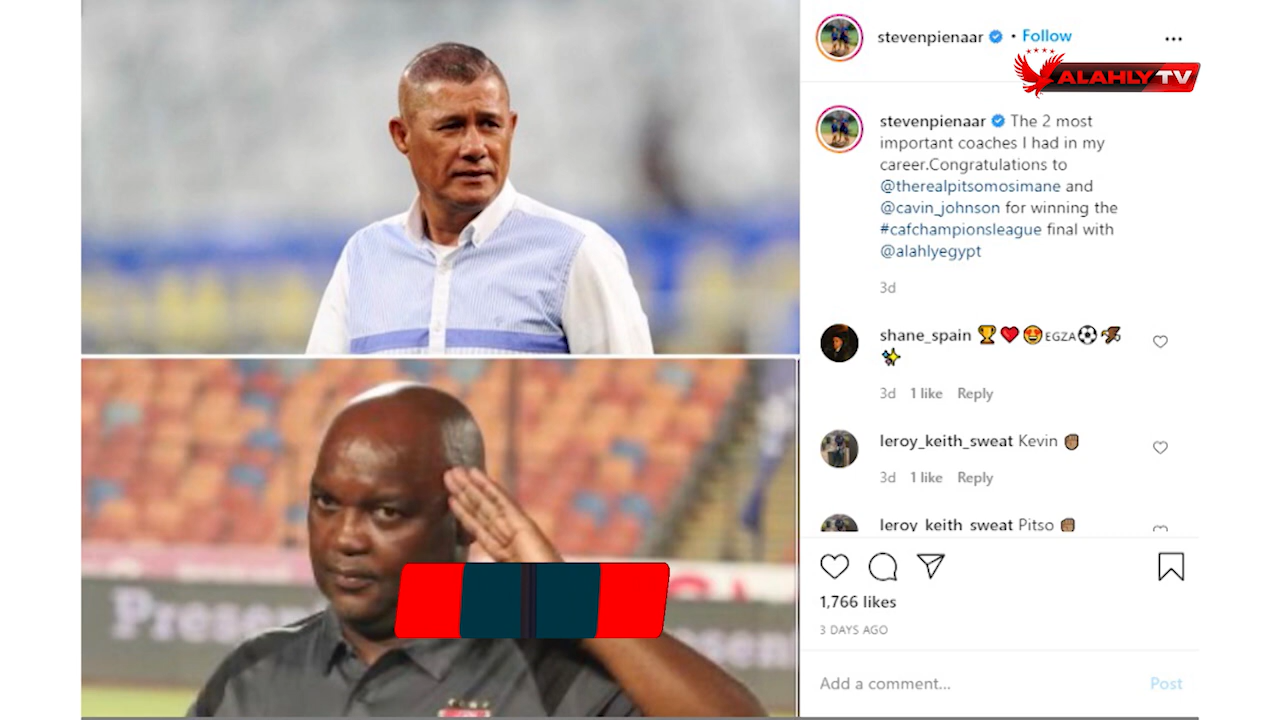 stevenpienaar • Follow
ALAHLY TV
stevenpienaar The 2 most
important coaches I had in my
career.Congratulations to
@therealpitsomosimane and
@cavin_johnson for winning the
#cafchampionsleague final with
@alahlyegypt
3d
shane_spain 🏆❤️😍EGZA⚽🦅
✨
3d 1 like Reply
leroy_keith_sweat Kevin ✊🏽
3d 1 like Reply
leroy_keith_sweat Pitso ✊🏽
1,766 likes
3 DAYS AGO
Add a comment... Post
Present